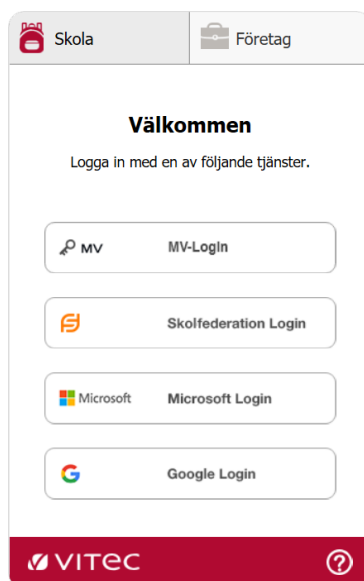 Skola
Företag
Välkommen
Logga in med en av följande tjänster.
MV MV-Login
Skolfederation Login
Microsoft Microsoft Login
Google Login
vitec ?